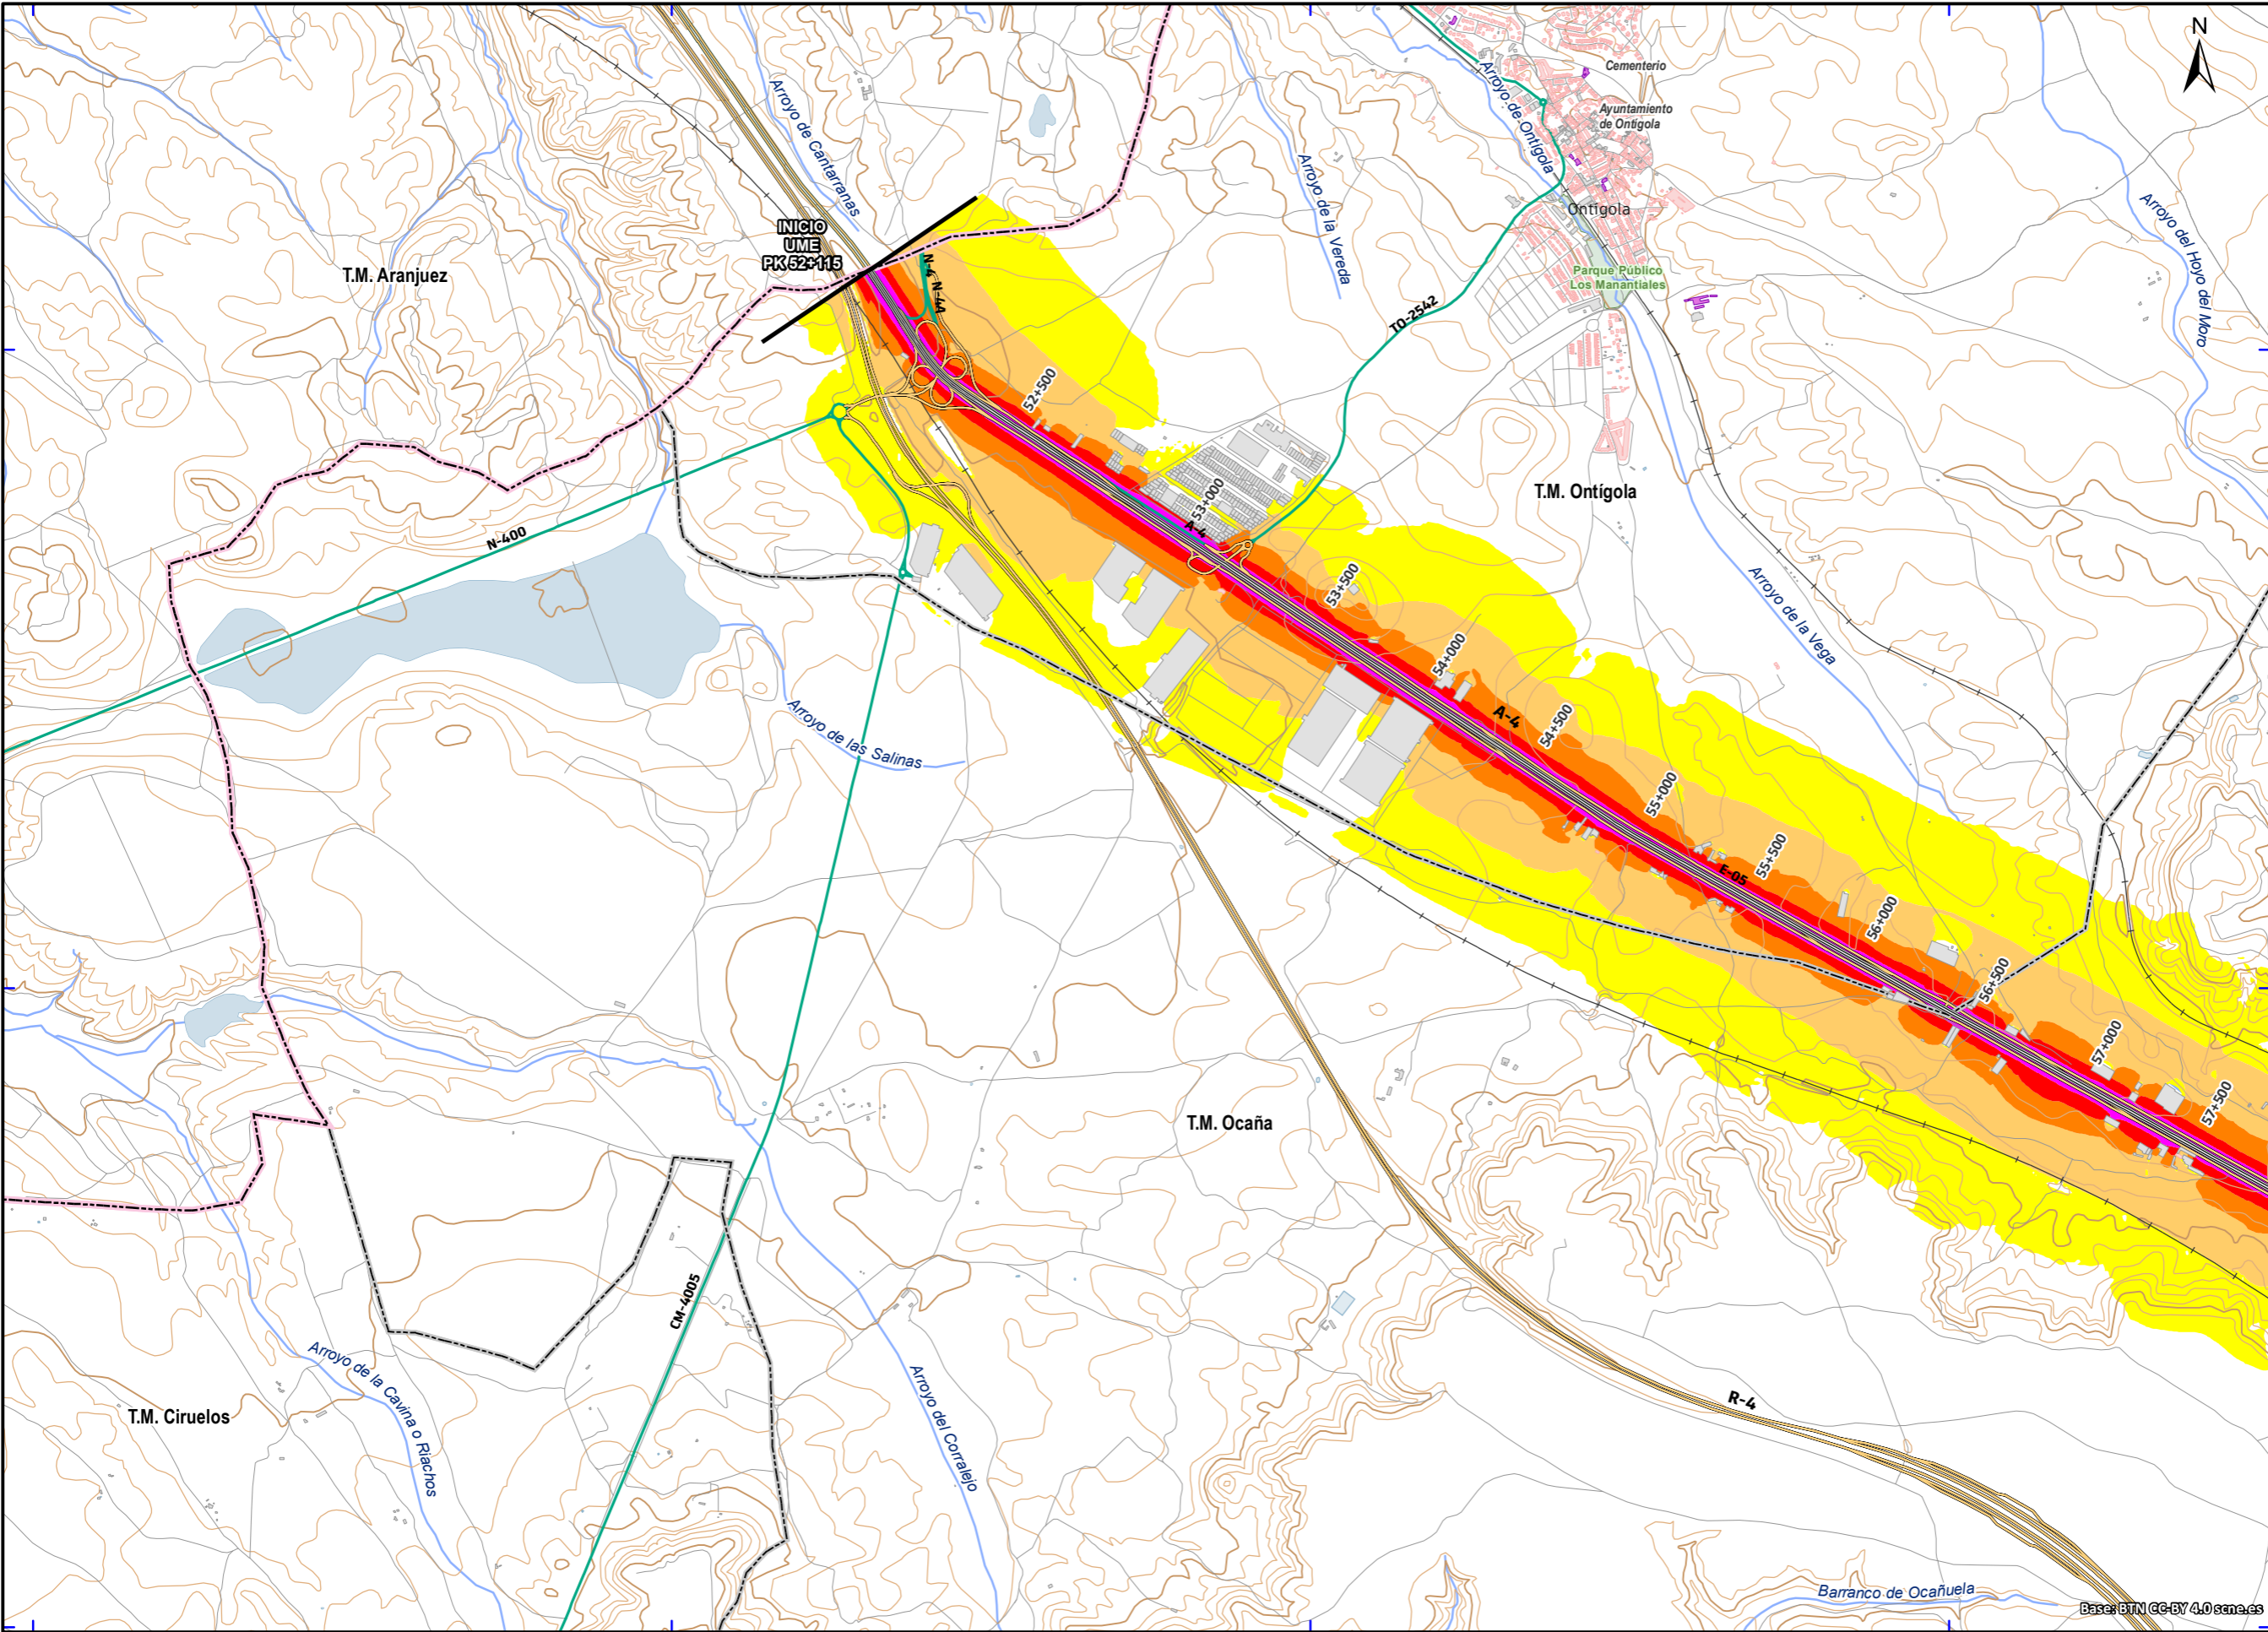 N
Cementerio
Ayuntamiento
de Ontígola
Arroyo de Ontígola
Arroyo de Cantarranas
Arroyo de la Vereda
Ontígola
Arroyo del Hoyo del Moro
INICIO
UME
PK 52+115
T.M. Aranjuez
N-4
N-4A
Parque Público
Los Manantiales
TO-2542
52+500
T.M. Ontígola
53+000
A-4
N-400
53+500
Arroyo de la Vega
54+000
A-4
54+500
Arroyo de las Salinas
55+000
55+500
E-05
56+000
56+500
57+000
57+500
T.M. Ocaña
CM-4005
Arroyo de la Cavina o Riachos
Arroyo del Corralejo
T.M. Ciruelos
R-4
Barranco de Ocañuela
Base: BTN CC-BY 4.0 scne.es